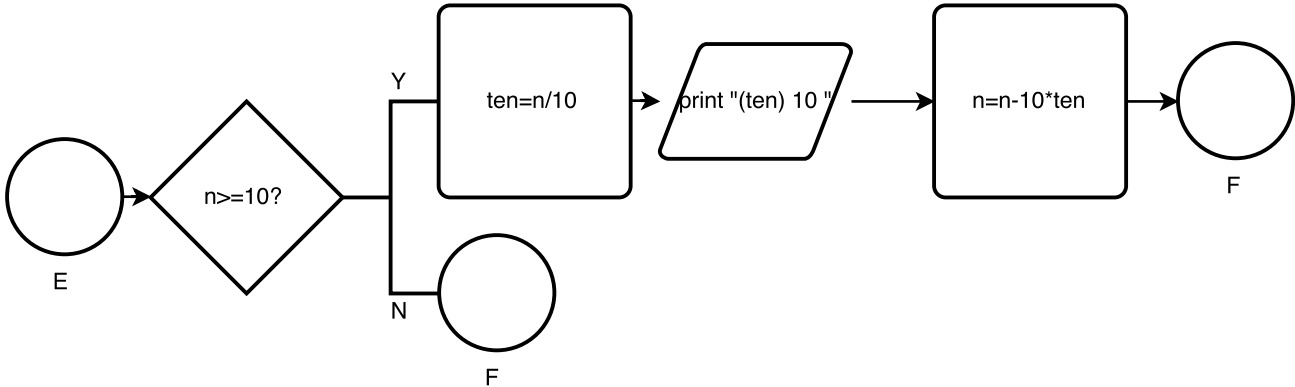 E
n>=10?
Y
ten=n/10
print "(ten) 10 "
n=n-10*ten
F
N
F